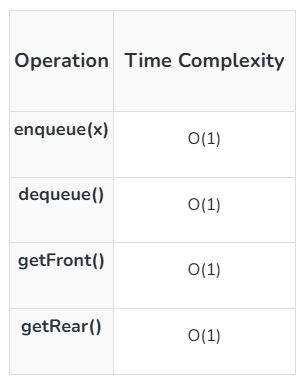 Operation Time Complexity
enqueue(x) O(1)
dequeue() O(1)
getFront() O(1)
getRear() O(1)